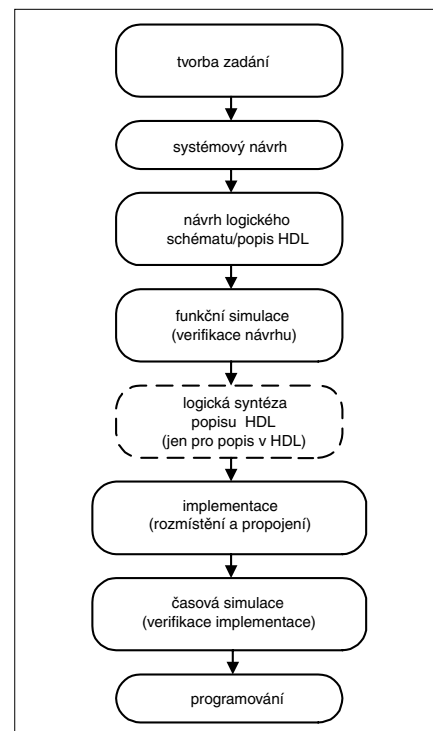 tvorba zadání
systémový návrh
návrh logického
schématu/popis HDL
funkční simulace
(verifikace návrhu)
logická syntéza
popisu HDL
(jen pro popis v HDL)
implementace
(rozmístění a propojení)
časová simulace
(verifikace implementace)
programování